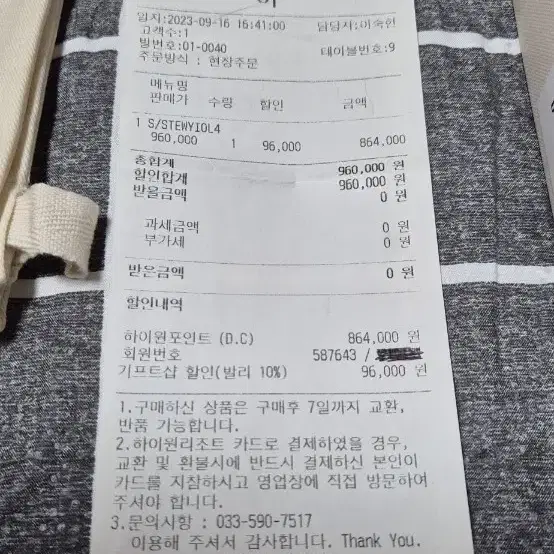 일자:2023-09-16 16:41:00 담당자:이숙인
고객수:1
빌번호:01-0040 테이블번호:9
주문방식 : 현장주문
메뉴명
판매가 수량 할인 금액
1 S/STEWYIOL4
960,000 1 96,000 864,000
총합계 960,000 원
할인합계 960,000 원
받을금액 0 원
과세금액 0 원
부가세 0 원
받은금액 0 원
할인내역
하이원포인트 (D.C) 864,000 원
회원번호 587643 /
기프트샵 할인(발리 10%) 96,000 원
1.구매하신 상품은 구매후 7일까지 교환,
반품 가능합니다.
2.하이원리조트 카드로 결제하였을 경우,
교환 및 환불시에 반드시 결제하신 본인이
카드를 지참하시고 영업장에 직접 방문하여
주셔야 합니다.
3.문의사항 : 033-590-7517
이용해 주셔서 감사합니다. Thank You.